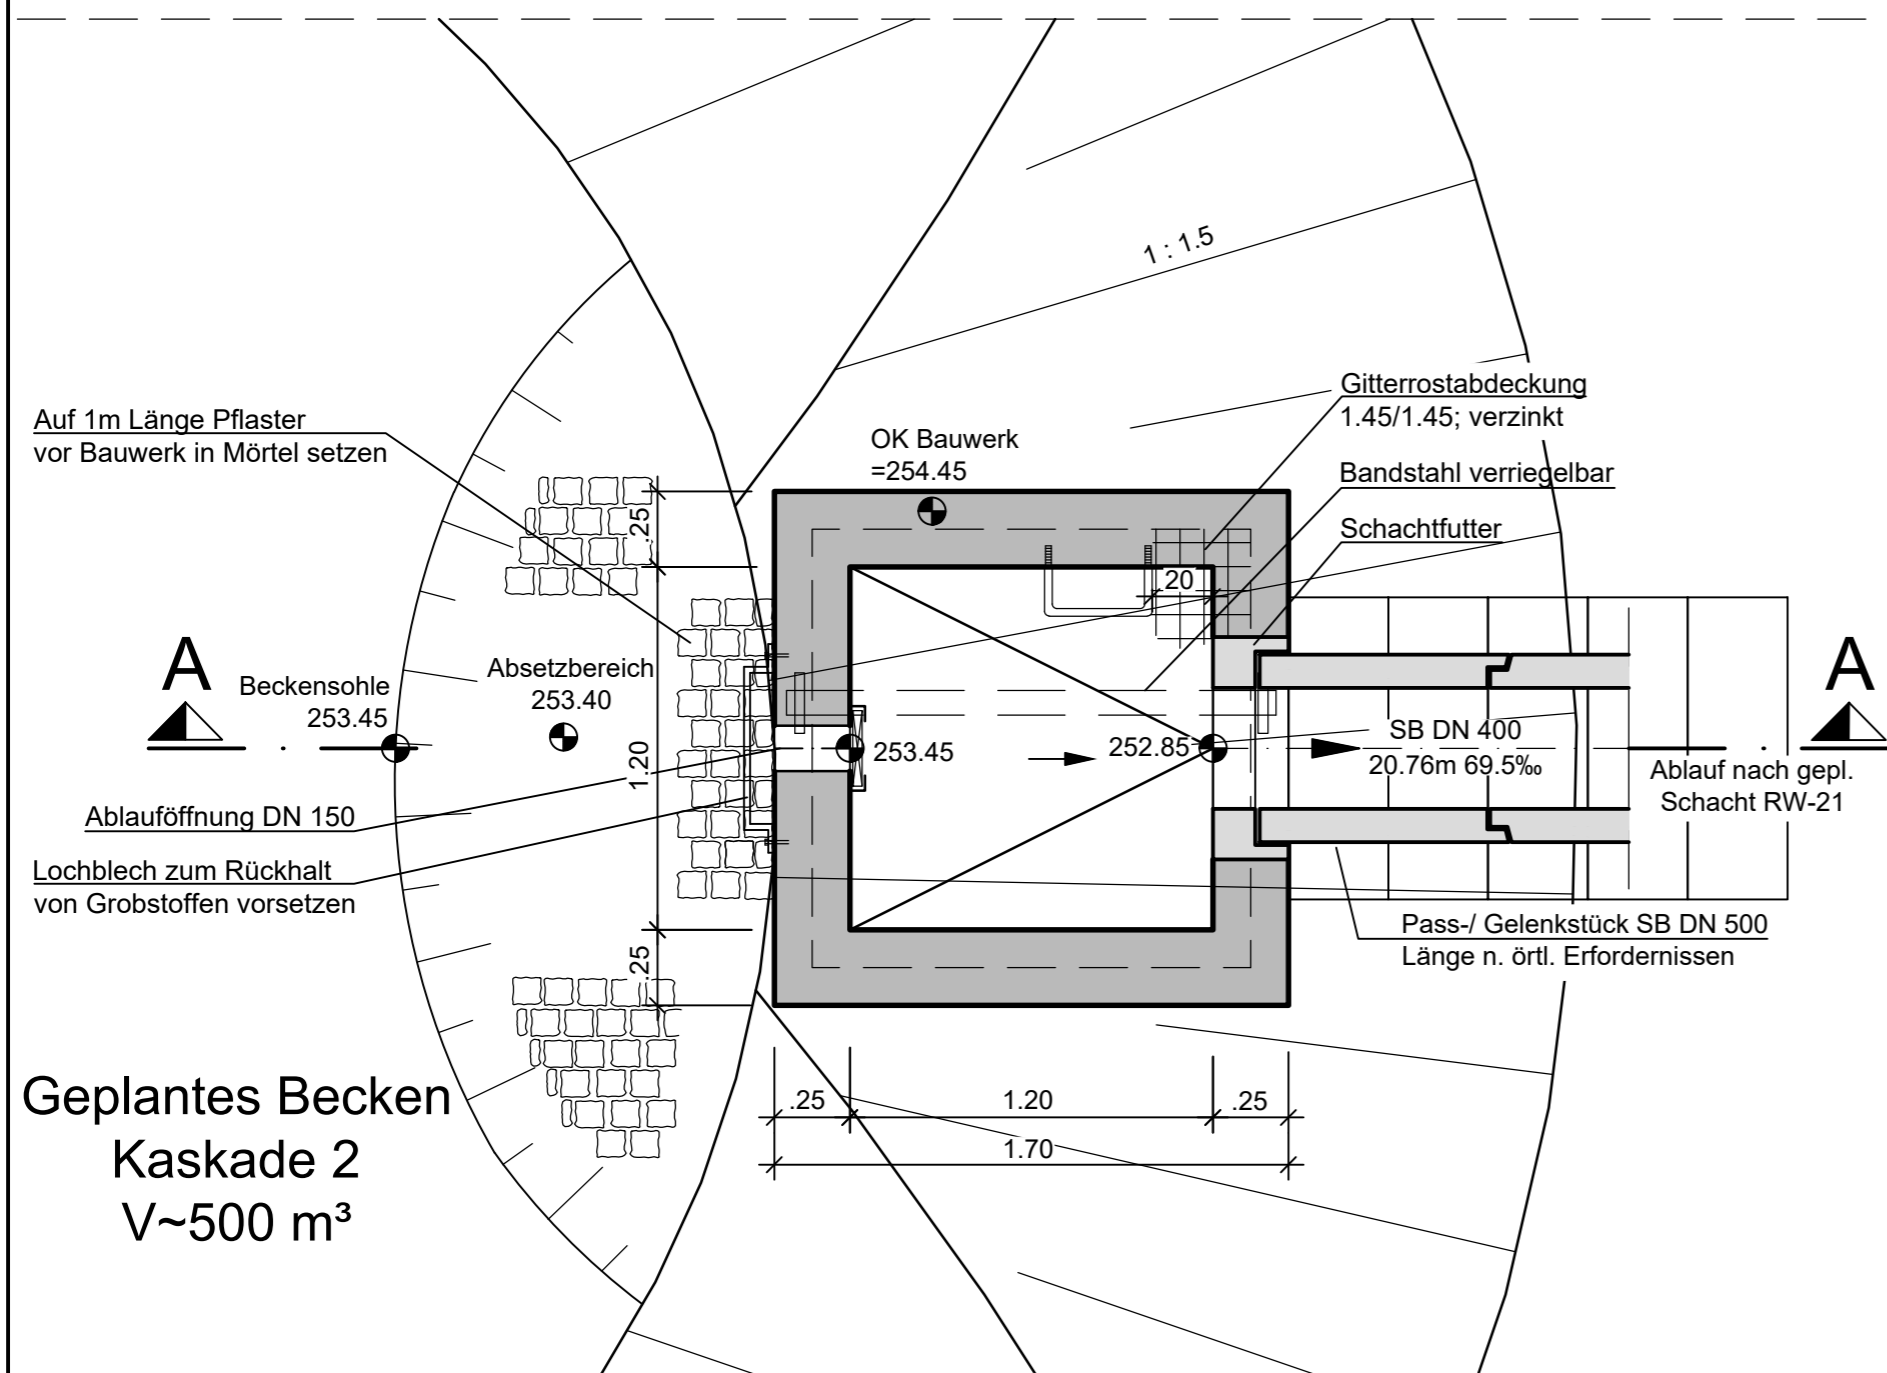 1 : 1.5
Gitterrostabdeckung
1.45/1.45; verzinkt
Auf 1m Länge Pflaster
vor Bauwerk in Mörtel setzen
OK Bauwerk
=254.45
Bandstahl verriegelbar
Schachtfutter
.25
20
A
Beckensohle
253.45
Absetzbereich
253.40
1.20
253.45
252.85
SB DN 400
20.76m 69.5‰
A
Ablauf nach gepl.
Schacht RW-21
Ablauföffnung DN 150
Lochblech zum Rückhalt
von Grobstoffen vorsetzen
Pass-/ Gelenkstück SB DN 500
Länge n. örtl. Erfordernissen
.25
Geplantes Becken
Kaskade 2
V~500 m³
.25
1.20
.25
1.70